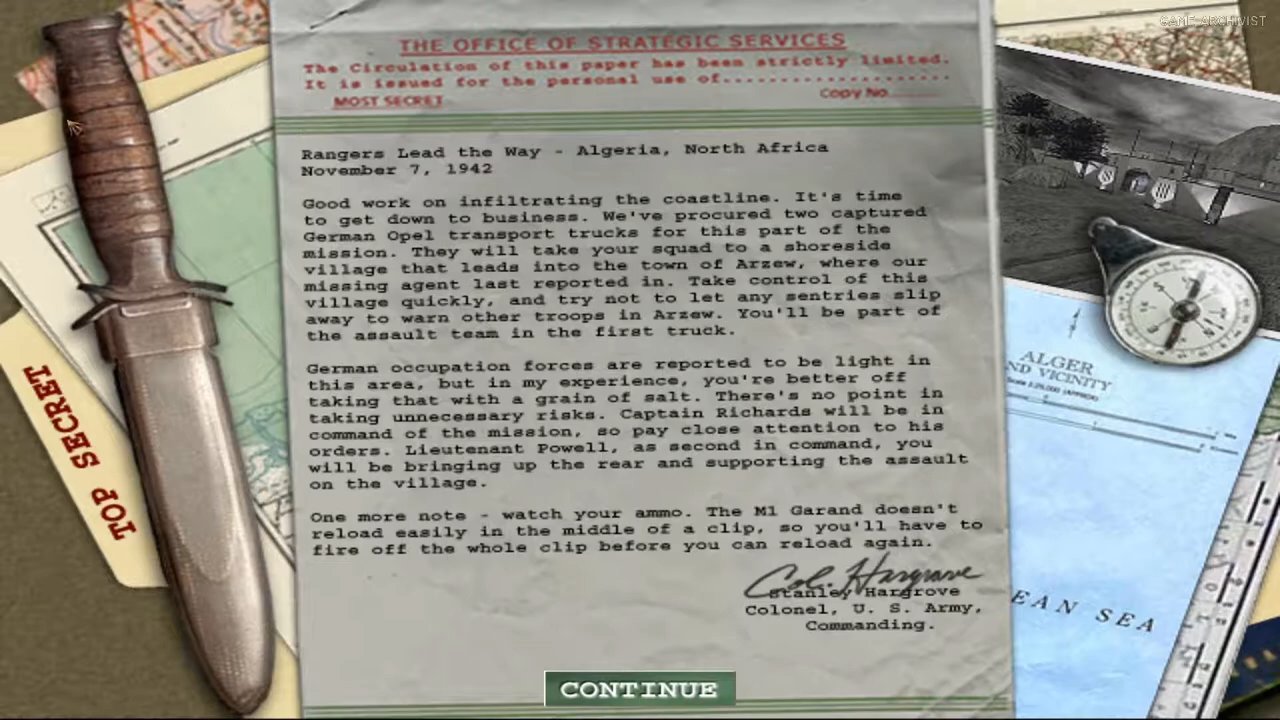 GAME ARCHIVIST
THE OFFICE OF STRATEGIC SERVICES
The Circulation of this paper has been strictly limited.
It is issued for the personal use of....................
MOST SECRET
Copy No.........
Rangers Lead the Way - Algeria, North Africa
November 7, 1942
Good work on infiltrating the coastline. It's time
to get down to business. We've procured two captured
German Opel transport trucks for this part of the
mission. They will take your squad to a shoreside
village that leads into the town of Arzew, where our
missing agent last reported in. Take control of this
village quickly, and try not to let any sentries slip
away to warn other troops in Arzew. You'll be part of
the assault team in the first truck.
German occupation forces are reported to be light in
this area, but in my experience, you're better off
taking that with a grain of salt. There's no point in
taking unnecessary risks. Captain Richards will be in
command of the mission, so pay close attention to his
orders. Lieutenant Powell, as second in command, you
will be bringing up the rear and supporting the assault
on the village.
One more note - watch your ammo. The M1 Garand doesn't
reload easily in the middle of a clip, so you'll have to
fire off the whole clip before you can reload again.
Col. Hargrave
Stanley Hargrove
Colonel, U. S. Army,
Commanding.
CONTINUE
TOP SECRET
ALGER
ND VICINITY
EAN SEA